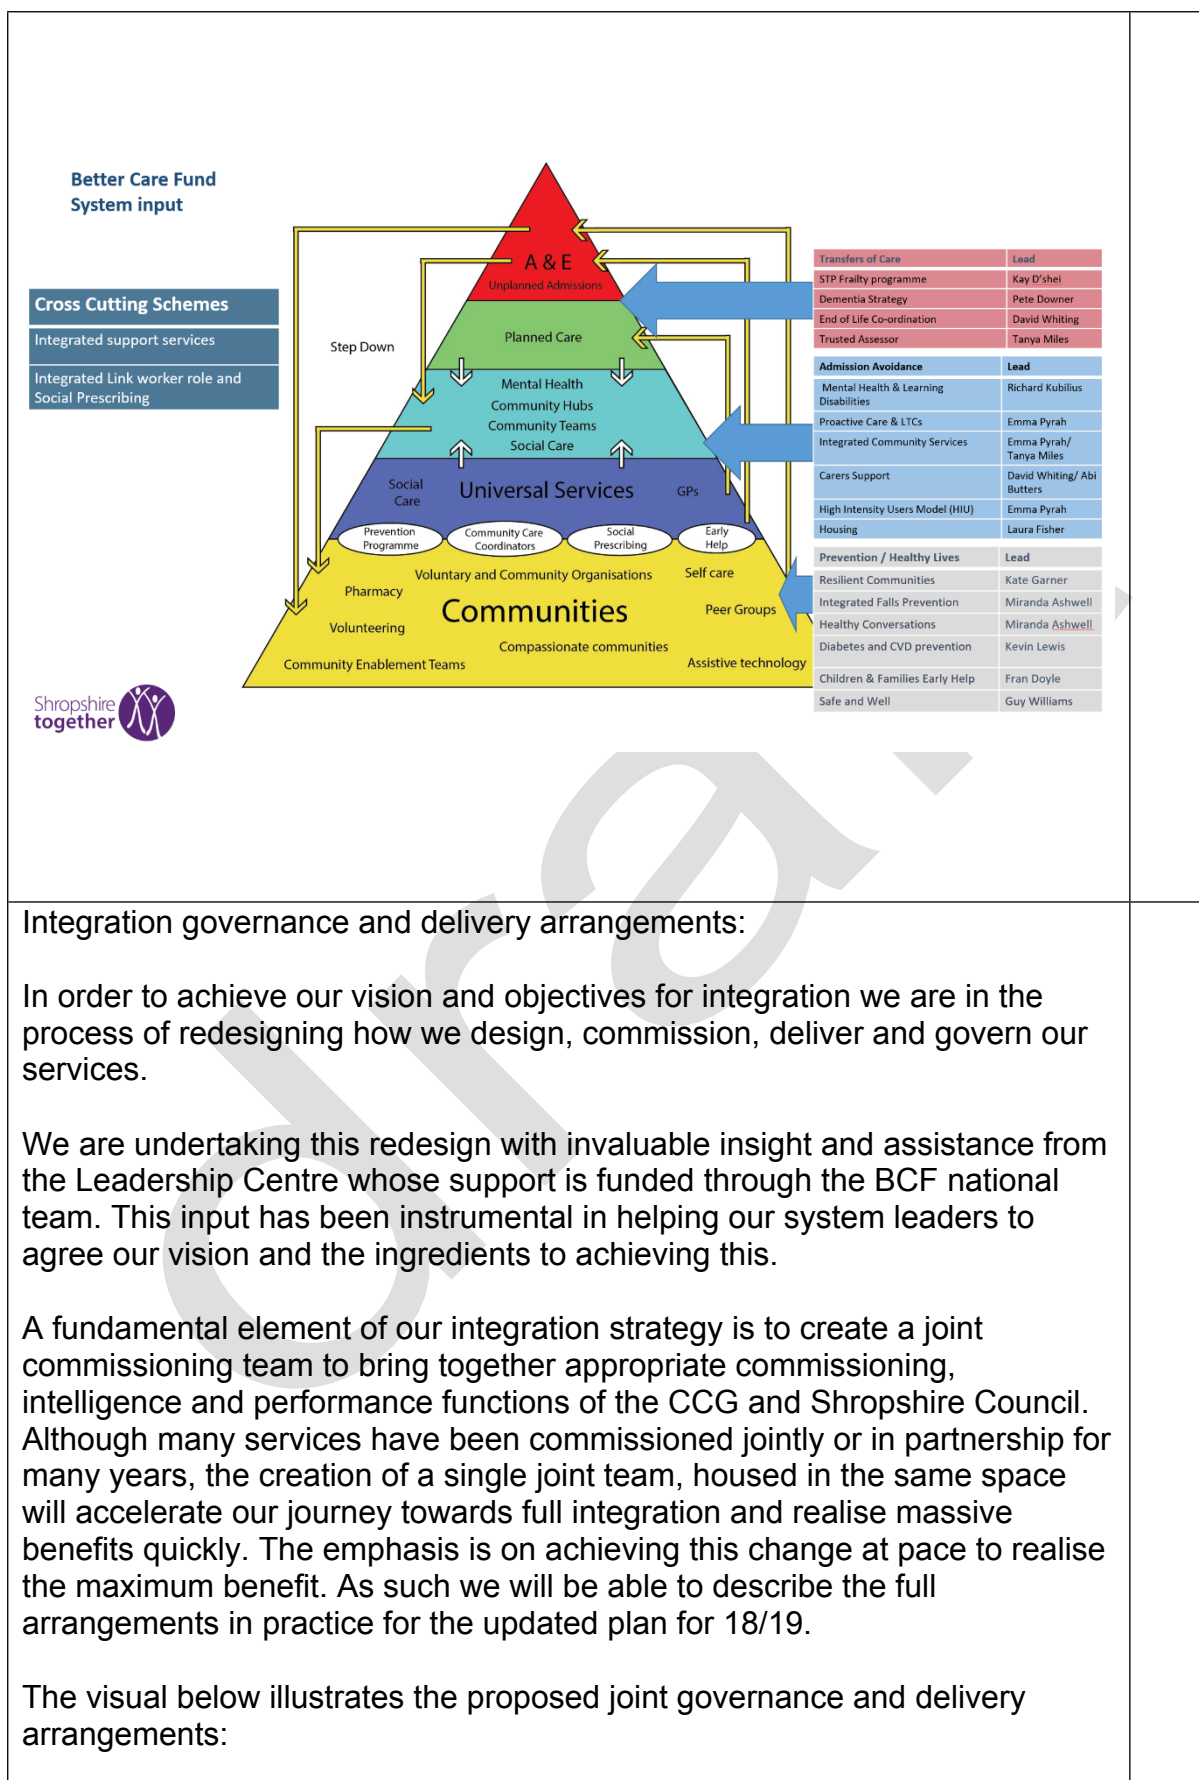 Better Care Fund
System input
Cross Cutting Schemes
Integrated support services
Integrated Link worker role and
Social Prescribing
Step Down
A & E
Unplanned Admissions
Planned Care
Mental Health
Community Hubs
Community Teams
Social Care
Social
Care
Universal Services
GPs
Prevention
Programme
Community Care
Coordinators
Social
Prescribing
Early
Help
Voluntary and Community Organisations
Self care
Pharmacy
Communities
Peer Groups
Volunteering
Compassionate communities
Community Enablement Teams
Assistive technology
Transfers of Care Lead
STP Frailty programme Kay D'shei
Dementia Strategy Pete Downer
End of Life Co-ordination David Whiting
Trusted Assessor Tanya Miles
Admission Avoidance Lead
Mental Health & Learning
Disabilities
Richard Kubilius
Proactive Care & LTCs Emma Pyrah
Integrated Community Services Emma Pyrah/
Tanya Miles
Carers Support David Whiting/ Abi
Butters
High Intensity Users Model (HIU) Emma Pyrah
Housing Laura Fisher
Prevention / Healthy Lives Lead
Resilient Communities Kate Garner
Integrated Falls Prevention Miranda Ashwell
Healthy Conversations Miranda Ashwell
Diabetes and CVD prevention Kevin Lewis
Children & Families Early Help Fran Doyle
Safe and Well Guy Williams
Shropshire
together
Integration governance and delivery arrangements:
In order to achieve our vision and objectives for integration we are in the
process of redesigning how we design, commission, deliver and govern our
services.
We are undertaking this redesign with invaluable insight and assistance from
the Leadership Centre whose support is funded through the BCF national
team. This input has been instrumental in helping our system leaders to
agree our vision and the ingredients to achieving this.
A fundamental element of our integration strategy is to create a joint
commissioning team to bring together appropriate commissioning,
intelligence and performance functions of the CCG and Shropshire Council.
Although many services have been commissioned jointly or in partnership for
many years, the creation of a single joint team, housed in the same space
will accelerate our journey towards full integration and realise massive
benefits quickly. The emphasis is on achieving this change at pace to realise
the maximum benefit. As such we will be able to describe the full
arrangements in practice for the updated plan for 18/19.
The visual below illustrates the proposed joint governance and delivery
arrangements: